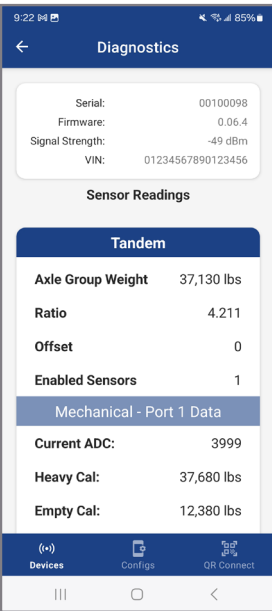 9:22 85%
Diagnostics
Serial: 00100098
Firmware: 0.06.4
Signal Strength: -49 dBm
VIN: 01234567890123456
Sensor Readings
Tandem
Axle Group Weight 37,130 lbs
Ratio 4.211
Offset 0
Enabled Sensors 1
Mechanical - Port 1 Data
Current ADC: 3999
Heavy Cal: 37,680 lbs
Empty Cal: 12,380 lbs
Devices Configs QR Connect